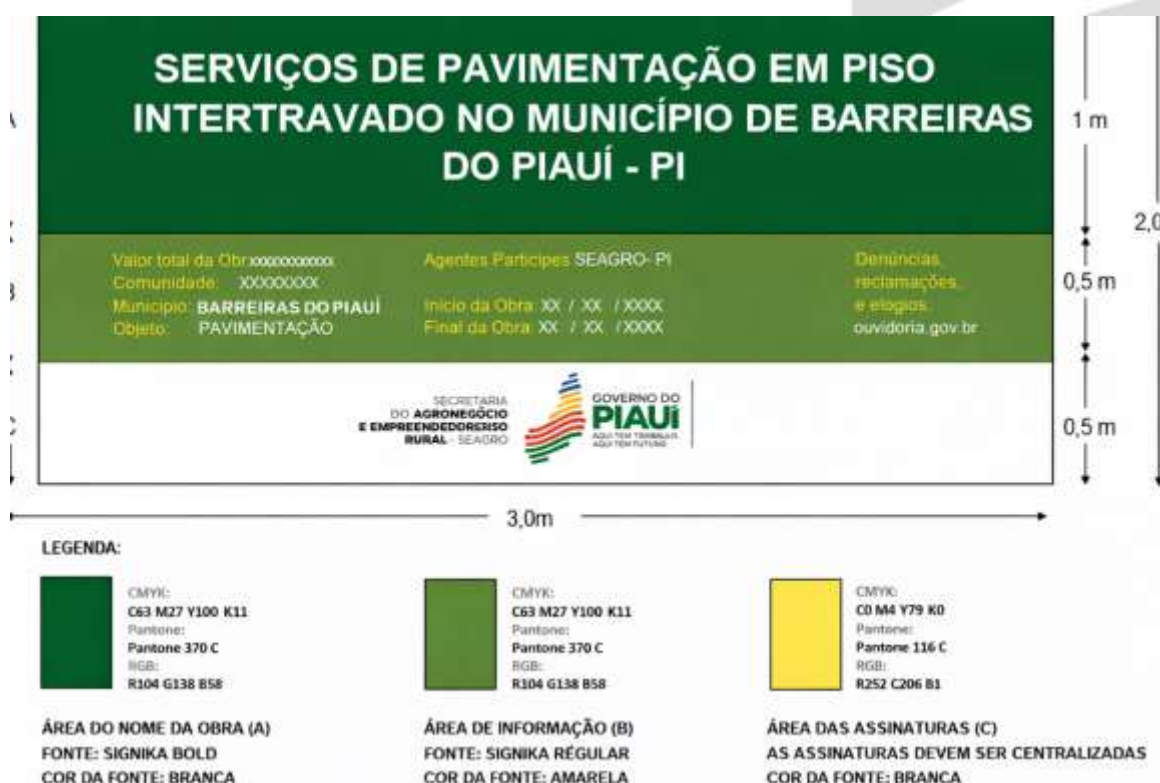 SERVIÇOS DE PAVIMENTAÇÃO EM PISO
INTERTRAVADO NO MUNICÍPIO DE BARREIRAS
DO PIAUÍ - PI
1 m
2,0
Valor total da Obr xxxxxxxxxxx
Comunidade: XXXXXXXX
Município: BARREIRAS DO PIAUÍ
Objeto: PAVIMENTAÇÃO
Agentes Partícipes SEAGRO- PI
Início da Obra: XX / XX / XXXX
Final da Obra: XX / XX / XXXX
Denúncias,
reclamações,
e elogios:
ouvidoria.gov.br
0,5 m
SECRETARIA
DO AGRONEGÓCIO
E EMPREENDEDORERISO
RURAL - SEAGRO
GOVERNO DO
PIAUÍ
AQUI TEM TRABALHO,
AQUI TEM FUTURO
0,5 m
3,0m
LEGENDA:
CMYK:
C63 M27 Y100 K11
Pantone:
Pantone 370 C
RGB:
R104 G138 B58
CMYK:
C63 M27 Y100 K11
Pantone:
Pantone 370 C
RGB:
R104 G138 B58
CMYK:
C0 M4 Y79 K0
Pantone:
Pantone 116 C
RGB:
R252 C206 B1
ÁREA DO NOME DA OBRA (A)
FONTE: SIGNIKA BOLD
COR DA FONTE: BRANCA
ÁREA DE INFORMAÇÃO (B)
FONTE: SIGNIKA RÉGULAR
COR DA FONTE: AMARELA
ÁREA DAS ASSINATURAS (C)
AS ASSINATURAS DEVEM SER CENTRALIZADAS
COR DA FONTE: BRANCA